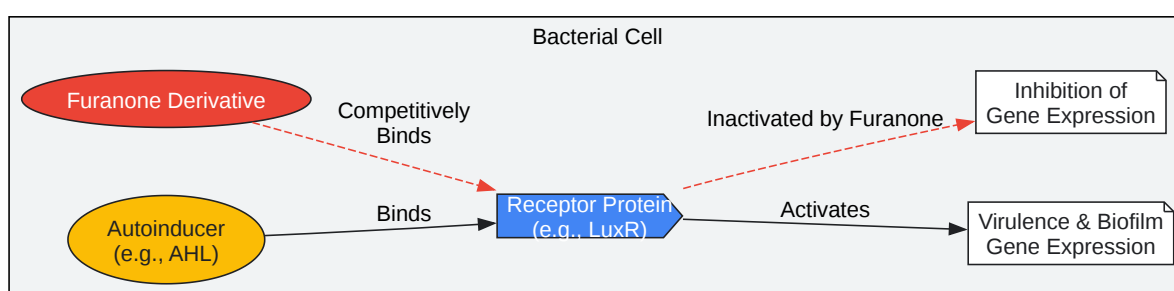 Bacterial Cell
Furanone Derivative
Competitively
Binds
Inactivated by Furanone
Inhibition of
Gene Expression
Autoinducer
(e.g., AHL)
Binds
Receptor Protein
(e.g., LuxR)
Activates
Virulence & Biofilm
Gene Expression